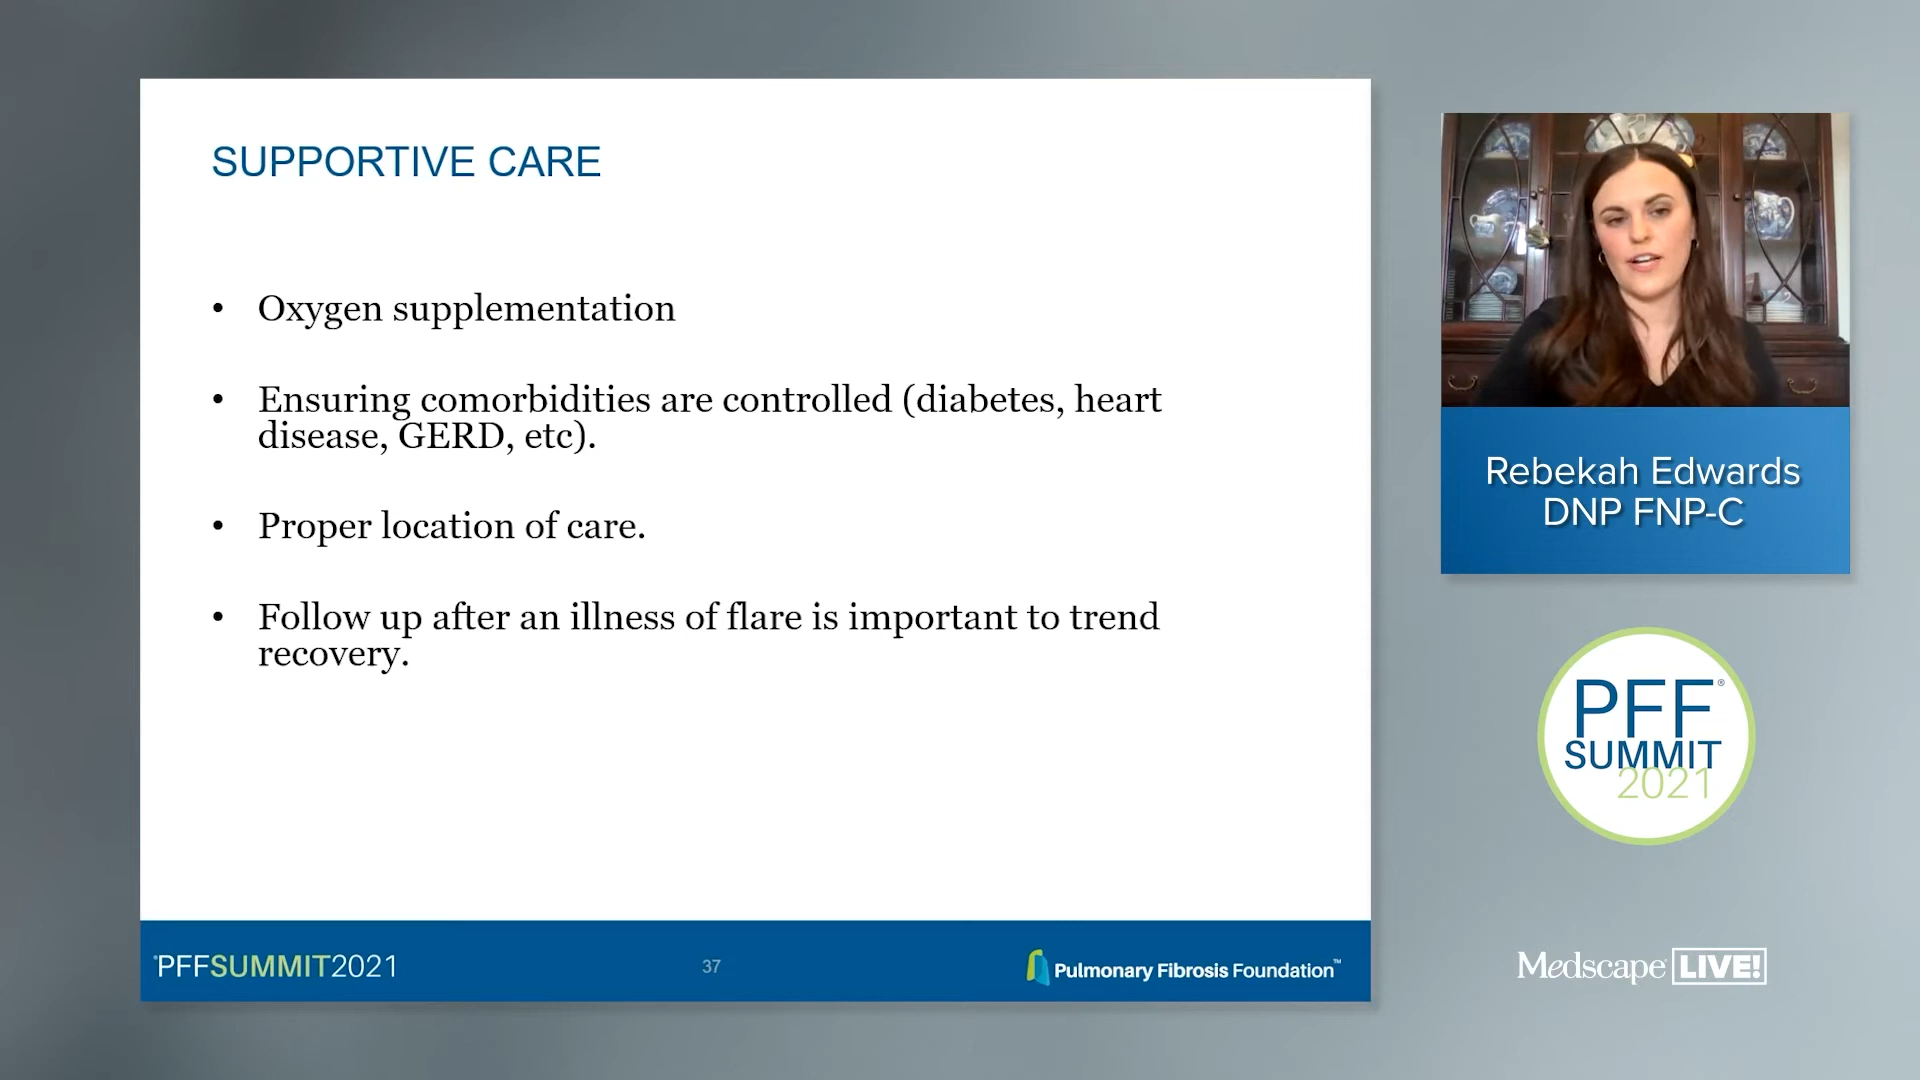 SUPPORTIVE CARE
• Oxygen supplementation
• Ensuring comorbidities are controlled (diabetes, heart
disease, GERD, etc).
• Proper location of care.
• Follow up after an illness of flare is important to trend
recovery.
PFFSUMMIT2021
37
Pulmonary Fibrosis Foundation™
Rebekah Edwards
DNP FNP-C
PFF®
SUMMIT
2021
Medscape LIVE!